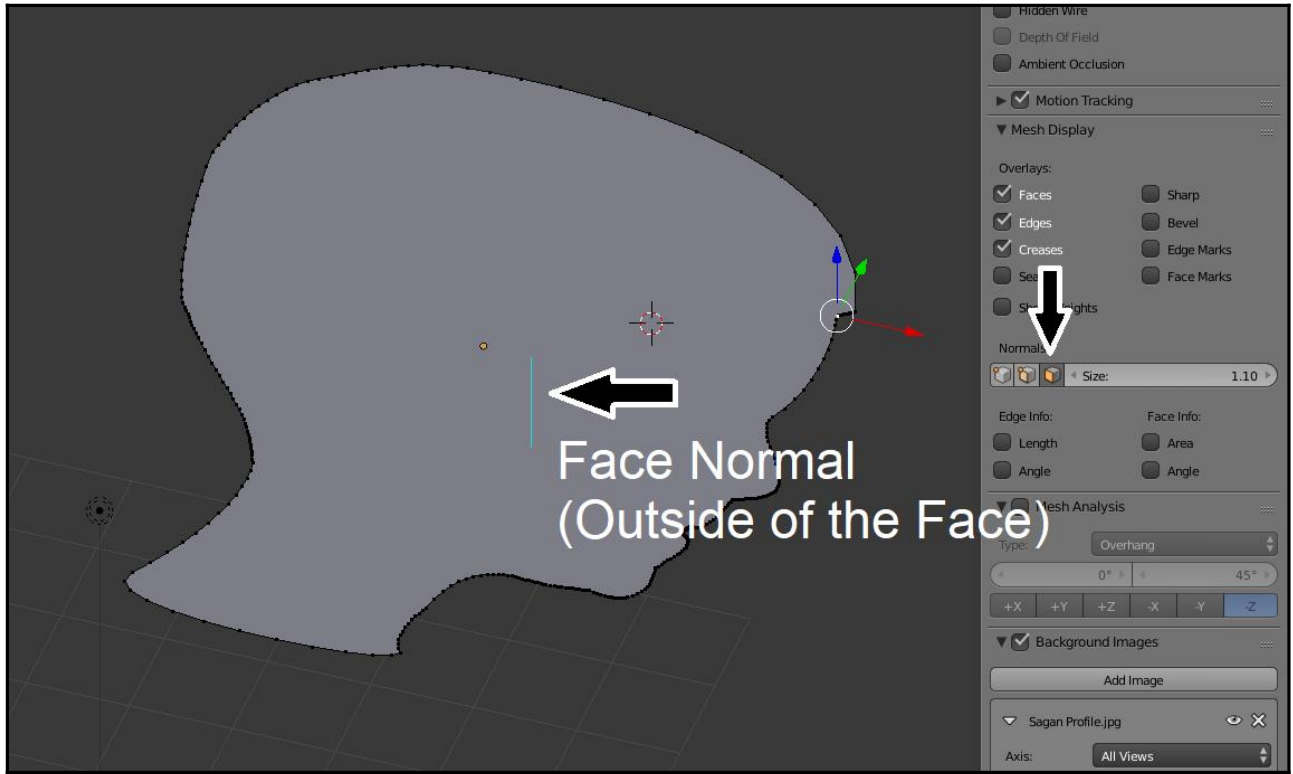 Hidden Wire
Depth Of Field
Ambient Occlusion
Motion Tracking
Mesh Display
Overlays:
Faces
Sharp
Edges
Bevel
Creases
Edge Marks
Face Marks
Normals
Size: 1.10
Edge Info:
Face Info:
Length
Area
Angle
Angle
Face Normal
(Outside of the Face)
Mesh Analysis
Type: Overhang
0° 45°
+X +Y +Z -X -Y -Z
Background Images
Add Image
Sagan Profile.jpg
Axis: All Views